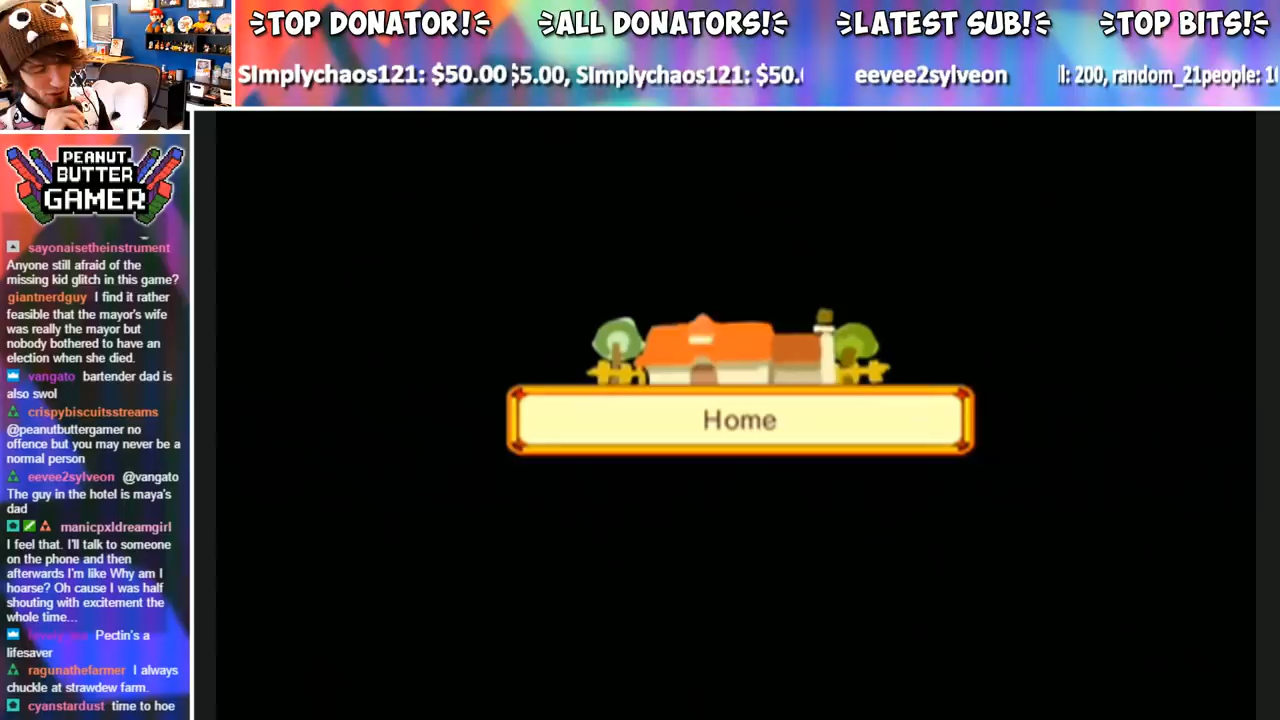 TOP DONATOR!
ALL DONATORS!
LATEST SUB!
TOP BITS!
SImplychaos121: $50.00
$5.00, SImplychaos121: $50.
eevee2sylveon
: 200, random_21people: 1
PEANUT
BUTTER
GAMER
sayonaisetheinstrument
Anyone still afraid of the
missing kid glitch in this game?
giantnerdguy I find it rather
feasible that the mayor's wife
was really the mayor but
nobody bothered to have an
election when she died.
vangato bartender dad is
also swol
crispybiscuitsstreams
@peanutbuttergamer no
offence but you may never be a
normal person
eevee2sylveon @vangato
The guy in the hotel is maya's
dad
manicpxldreamgirl
I feel that. I'll talk to someone
on the phone and then
afterwards I'm like Why am I
hoarse? Oh cause I was half
shouting with excitement the
whole time...
Pectin's a
lifesaver
ragunathefarmer I always
chuckle at strawdew farm.
cyanstardust time to hoe
Home